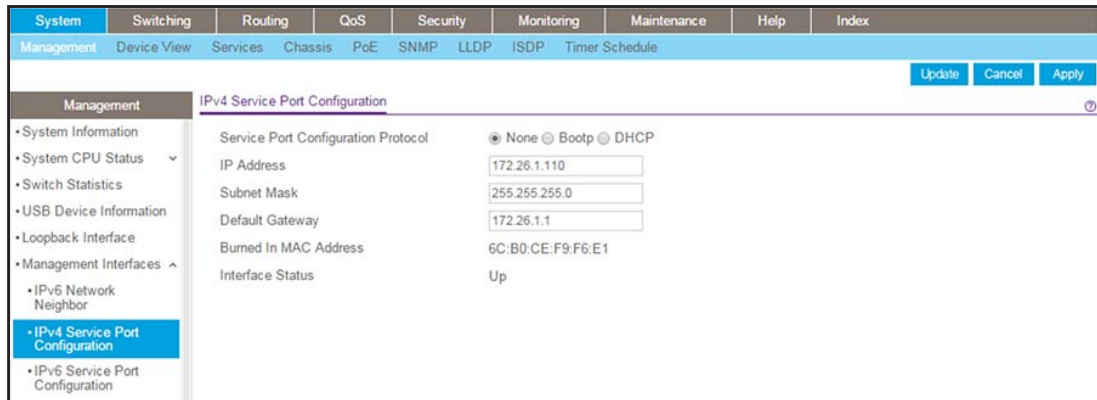 System Switching Routing QoS Security Monitoring Maintenance Help Index
Management Device View Services Chassis PoE SNMP LLDP ISDP Timer Schedule
Update Cancel Apply
Management
• System Information
• System CPU Status
• Switch Statistics
• USB Device Information
• Loopback Interface
• Management Interfaces
• IPv6 Network
Neighbor
• IPv4 Service Port
Configuration
• IPv6 Service Port
Configuration
IPv4 Service Port Configuration
Service Port Configuration Protocol None Bootp DHCP
IP Address 172.26.1.110
Subnet Mask 255.255.255.0
Default Gateway 172.26.1.1
Burned In MAC Address 6C:B0:CE:F9:F6:E1
Interface Status Up